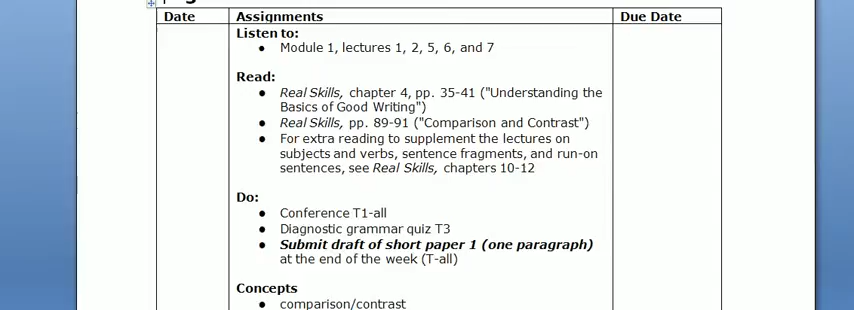 Date Assignments Due Date
Listen to:
● Module 1, lectures 1, 2, 5, 6, and 7
Read:
● Real Skills, chapter 4, pp. 35-41 ("Understanding the
Basics of Good Writing")
● Real Skills, pp. 89-91 ("Comparison and Contrast")
● For extra reading to supplement the lectures on
subjects and verbs, sentence fragments, and run-on
sentences, see Real Skills, chapters 10-12
Do:
● Conference T1-all
● Diagnostic grammar quiz T3
● Submit draft of short paper 1 (one paragraph)
at the end of the week (T-all)
Concepts
● comparison/contrast